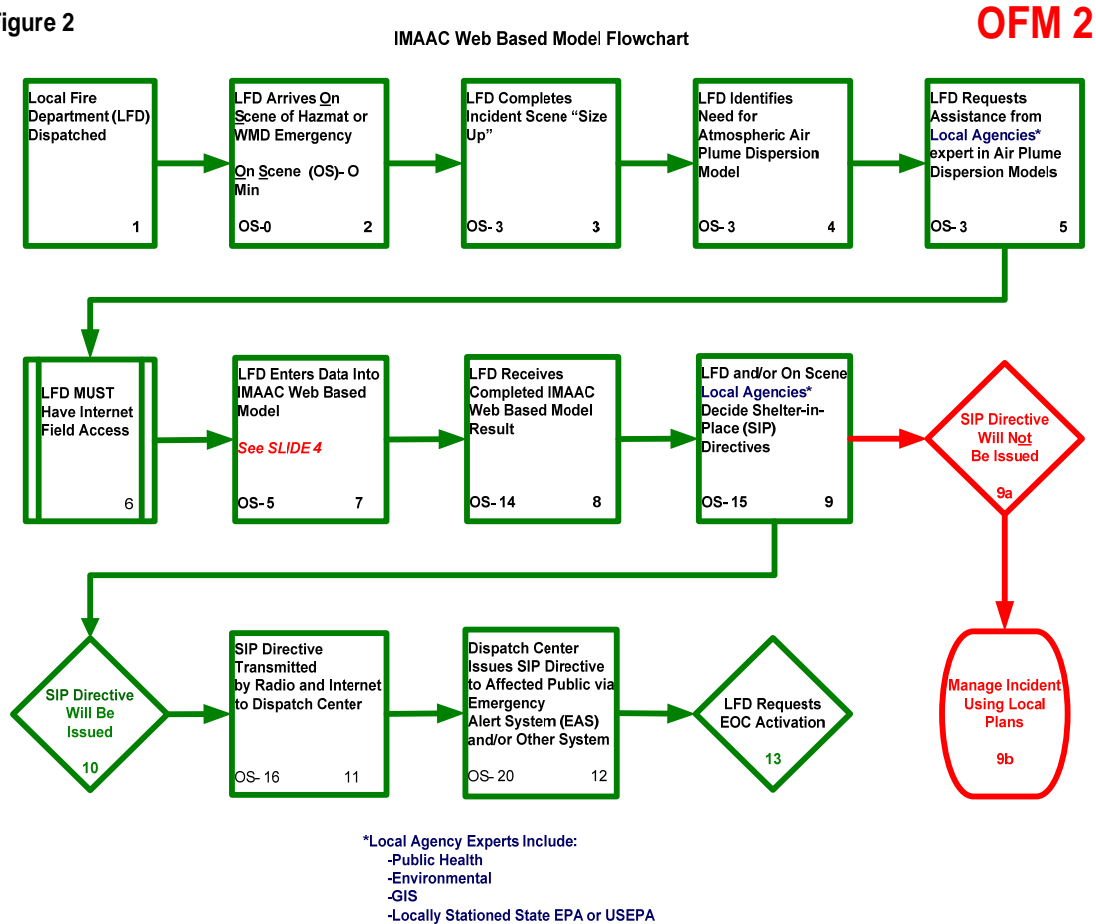 igure 2
OFM 2
IMAAC Web Based Model Flowchart
Local Fire
Department (LFD)
Dispatched
1
LFD Arrives On
Scene of Hazmat or
WMD Emergency
On Scene (OS)- O
Min
OS-0 2
LFD Completes
Incident Scene “Size
Up”
OS- 3 3
LFD Identifies
Need for
Atmospheric Air
Plume Dispersion
Model
OS- 3 4
LFD Requests
Assistance from
Local Agencies*
expert in Air Plume
Dispersion Models
OS- 3 5
LFD MUST
Have Internet
Field Access
6
LFD Enters Data Into
IMAAC Web Based
Model
See SLIDE 4
OS- 5 7
LFD Receives
Completed IMAAC
Web Based Model
Result
OS- 14 8
LFD and/or On Scene
Local Agencies*
Decide Shelter-in-
Place (SIP)
Directives
OS- 15 9
SIP Directive
Will Not
Be Issued
9a
SIP Directive
Will Be
Issued
10
SIP Directive
Transmitted
by Radio and Internet
to Dispatch Center
OS- 16 11
Dispatch Center
Issues SIP Directive
to Affected Public via
Emergency
Alert System (EAS)
and/or Other System
OS- 20 12
LFD Requests
EOC Activation
13
Manage Incident
Using Local
Plans
9b
*Local Agency Experts Include:
-Public Health
-Environmental
-GIS
-Locally Stationed State EPA or USEPA